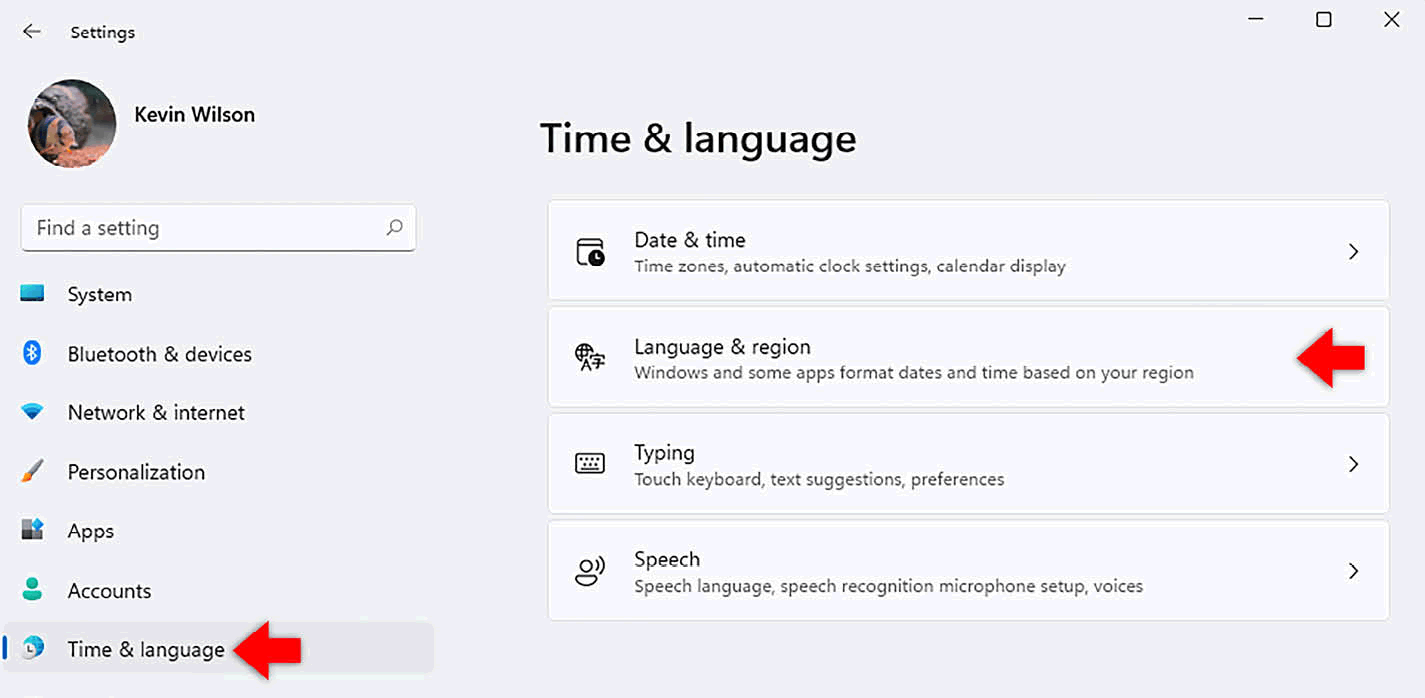 Settings
Kevin Wilson
Find a setting
System
Bluetooth & devices
Network & internet
Personalization
Apps
Accounts
Time & language
Time & language
Date & time
Time zones, automatic clock settings, calendar display
Language & region
Windows and some apps format dates and time based on your region
Typing
Touch keyboard, text suggestions, preferences
Speech
Speech language, speech recognition microphone setup, voices